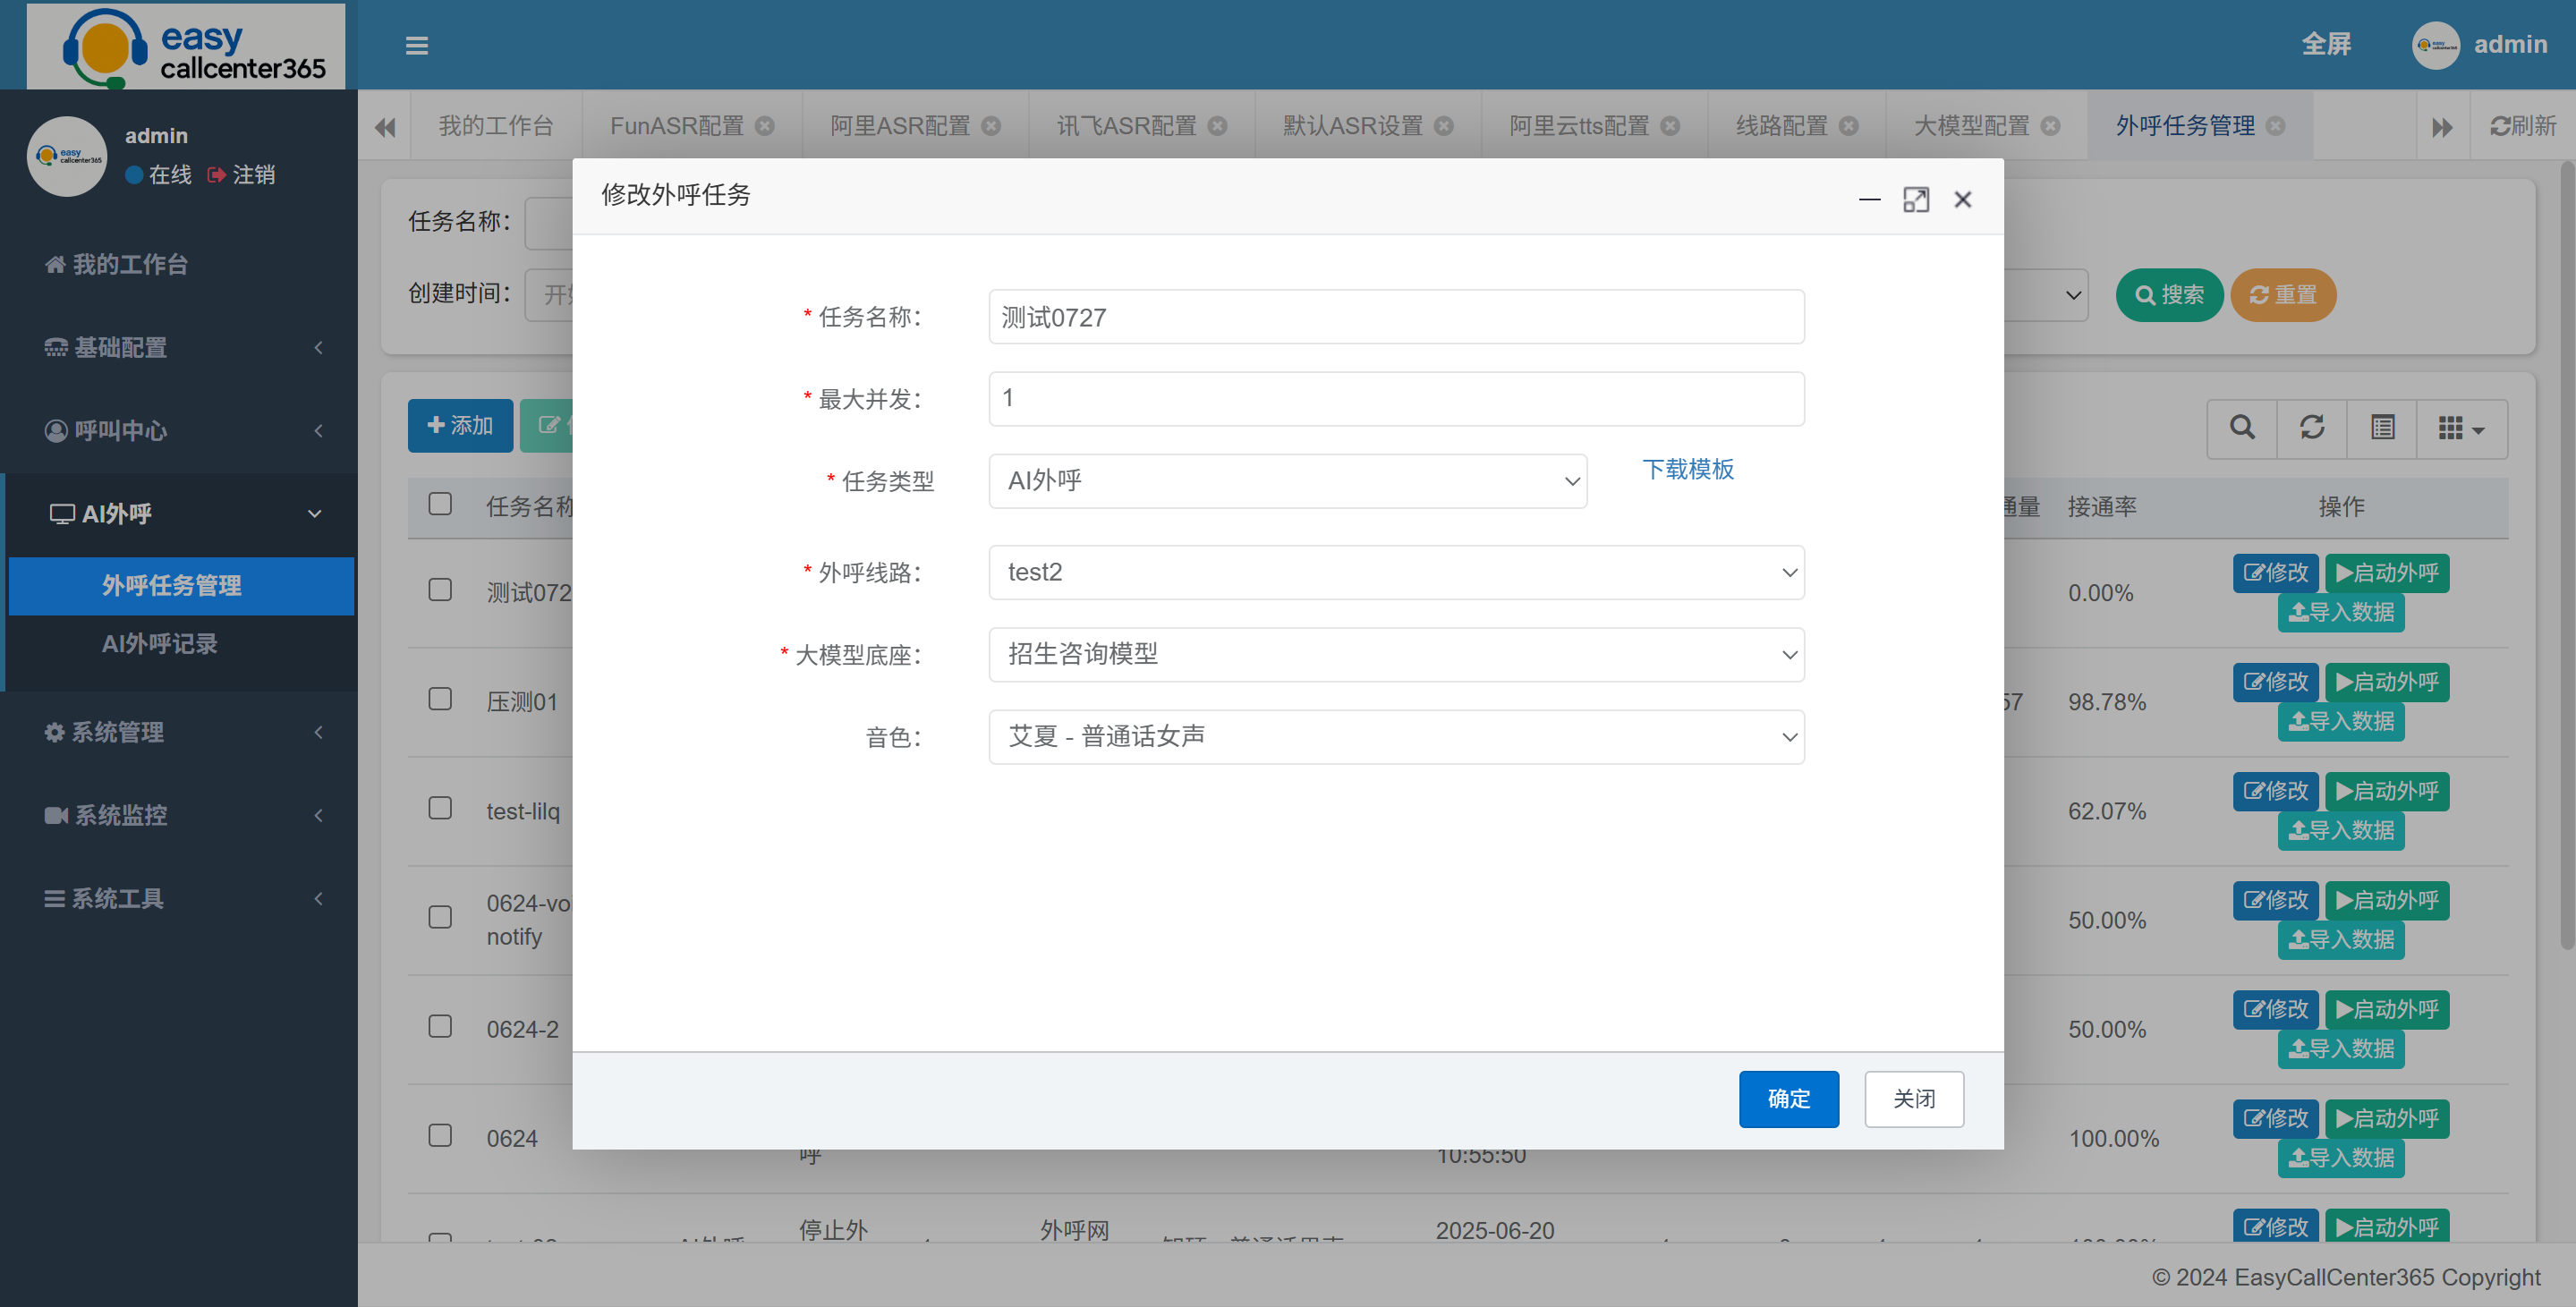 easy
callcenter365
全屏
admin
admin
在线 注销
我的工作台
基础配置
呼叫中心
AI外呼
外呼任务管理
AI外呼记录
系统管理
系统监控
系统工具
我的工作台 FunASR配置 阿里ASR配置 讯飞ASR配置 默认ASR设置 阿里云tts配置 线路配置 大模型配置 外呼任务管理 刷新
任务名称：
创建时间： 开
搜索 重置
添加
修改外呼任务
* 任务名称： 测试0727
* 最大并发： 1
* 任务类型 AI外呼 下载模板
* 外呼线路： test2
* 大模型底座： 招生咨询模型
音色： 艾夏 - 普通话女声
确定 关闭
任务名称 通量 接通率 操作
测试072 0.00% 修改 启动外呼
导入数据
压测01 57 98.78% 修改 启动外呼
导入数据
test-lilq 62.07% 修改 启动外呼
导入数据
0624-vo
notify
50.00% 修改 启动外呼
导入数据
0624-2 50.00% 修改 启动外呼
导入数据
0624 呼 10:55:50 100.00% 修改 启动外呼
导入数据
停止外 外呼网 2025-06-20 修改 启动外呼
© 2024 EasyCallCenter365 Copyright